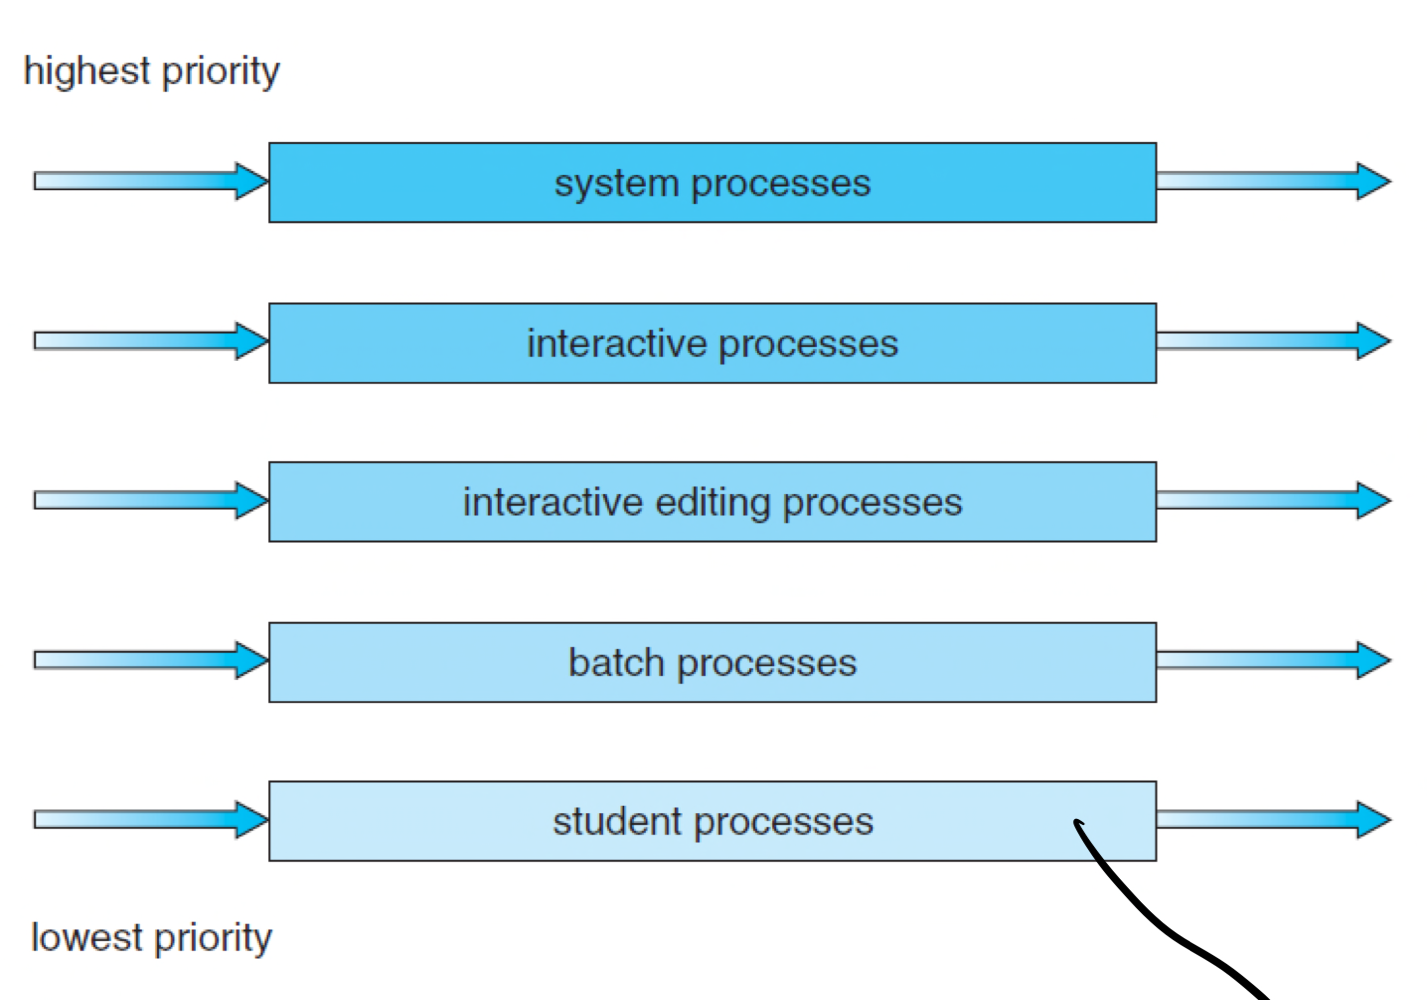 highest priority
system processes
interactive processes
interactive editing processes
batch processes
student processes
lowest priority